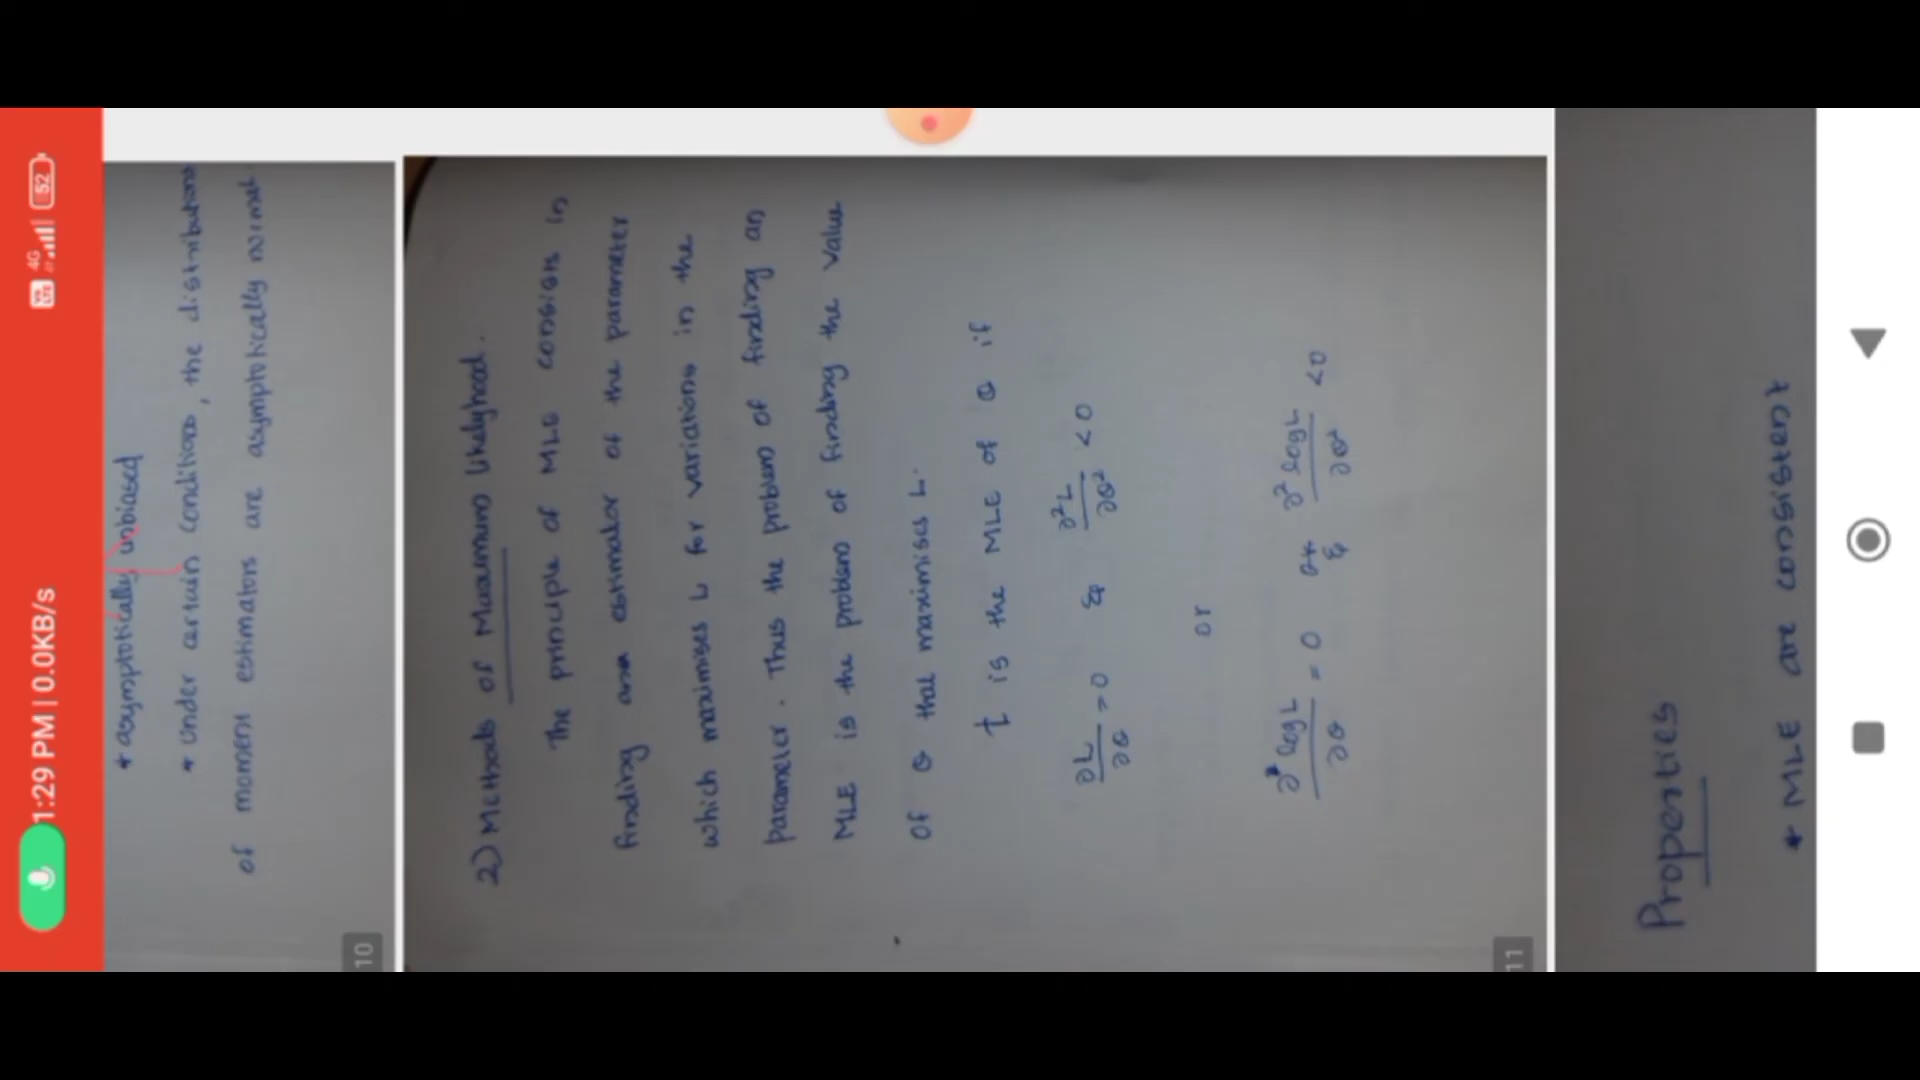 1:29 PM | 0.0KB/s
4G
Vo LTE
52
* asymptotically unbiased
* Under certain conditions, the distributions
of moment estimators are asymptotically normal
10
2) Methods of Maximum likelyhood.
The principle of MLE consists in
finding an estimator of the parameter
which maximises L for variations in the
parameter. Thus the problem of finding an
MLE is the problem of finding the value
of θ that maximises L.
t is the MLE of θ if
∂L/∂θ = 0 & ∂²L/∂θ² <0
or
∂ log L/∂θ = 0 & ∂² log L/∂θ² <0
11
Properties
* MLE are consistent